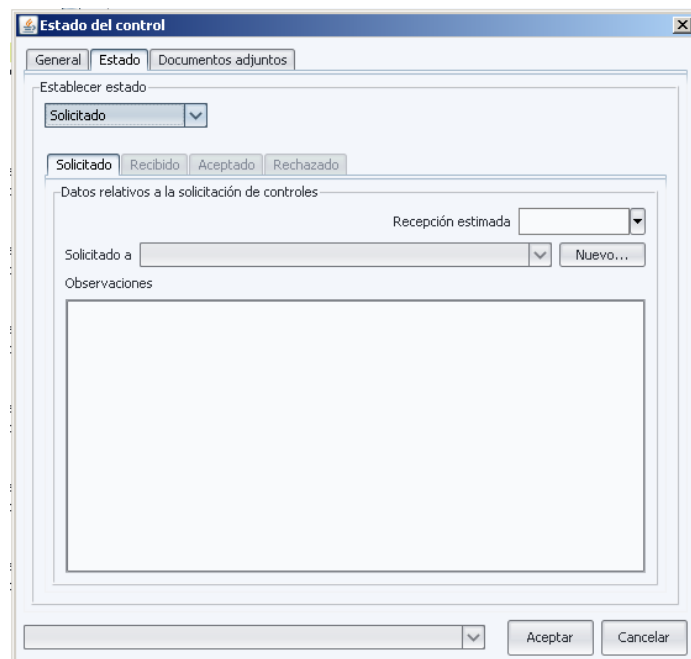 Estado del control
General Estado Documentos adjuntos
Establecer estado
Solicitado
Solicitado Recibido Aceptado Rechazado
Datos relativos a la solicitación de controles
Recepción estimada
Solicitado a Nuevo...
Observaciones
Aceptar Cancelar